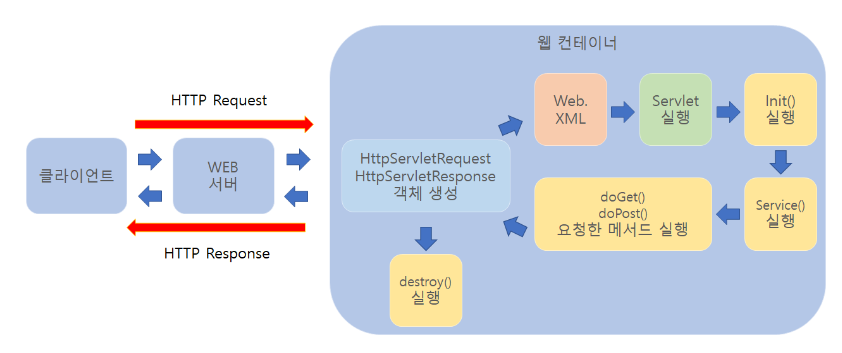 웹 컨테이너
HTTP Request
클라이언트
WEB
서버
HTTP Response
HttpServletRequest
HttpServletResponse
객체 생성
Web.
XML
Servlet
실행
Init()
실행
Service()
실행
doGet()
doPost()
요청한 메서드 실행
destroy()
실행